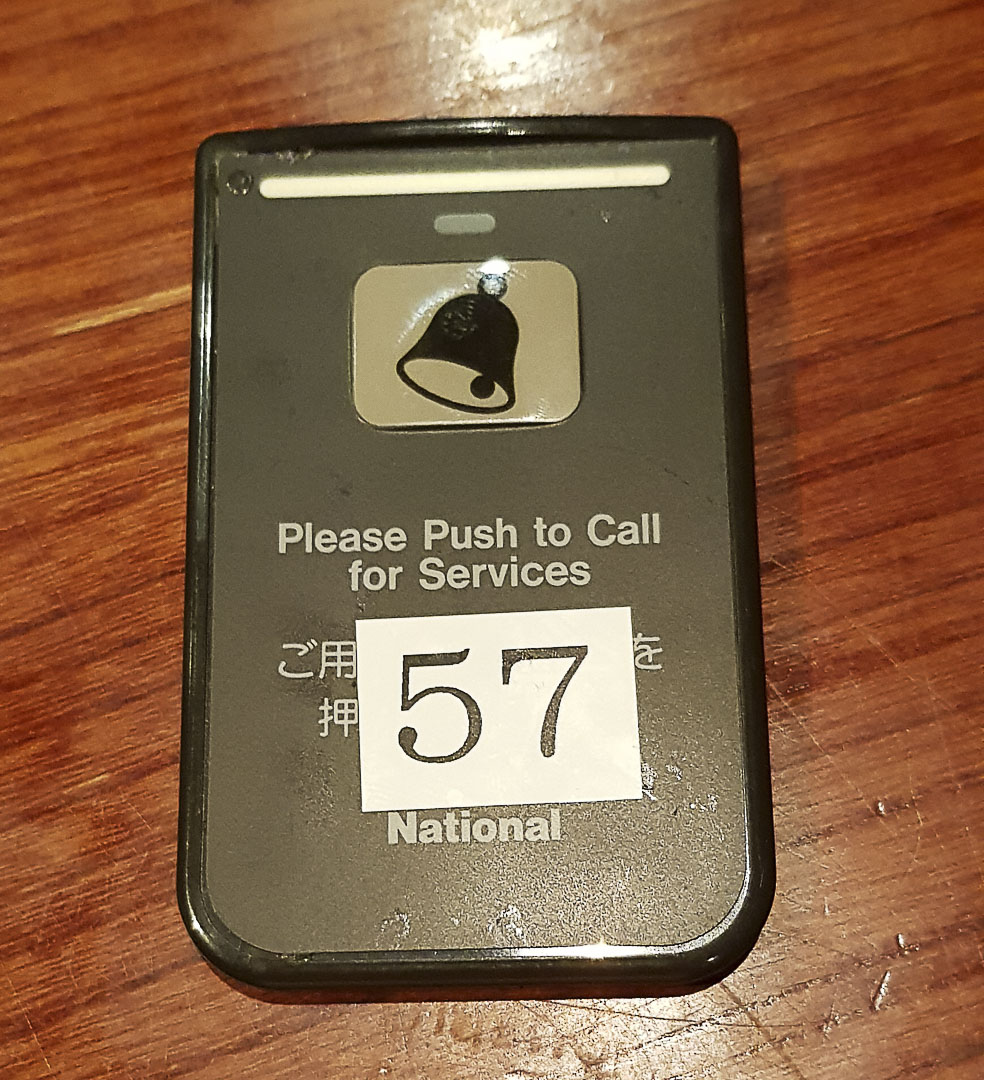 Please Push to Call
for Services
ご用 を
押
57
National